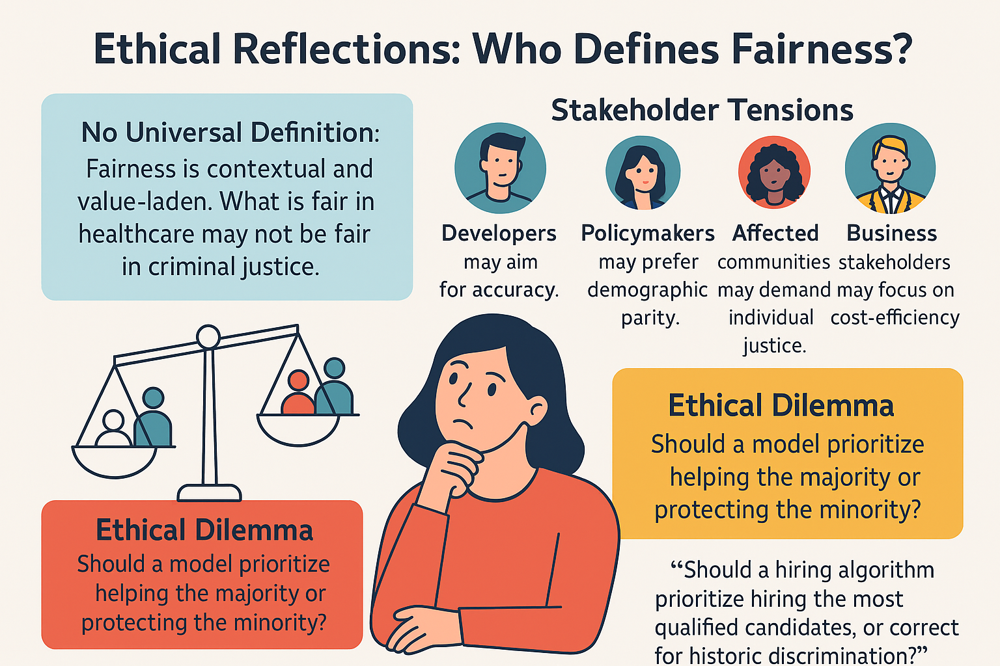 Ethical Reflections: Who Defines Fairness?
No Universal Definition:
Fairness is contextual and
value-laden. What is fair in
healthcare may not be fair
in criminal justice.
Stakeholder Tensions
Developers
may aim
for accuracy.
Policymakers
may prefer
demographic
parity.
Affected
communities
may demand
individual
justice.
Business
stakeholders
may focus on
cost-efficiency
Ethical Dilemma
Should a model prioritize
helping the majority or
protecting the minority?
Ethical Dilemma
Should a model prioritize
helping the majority or
protecting the minority?
“Should a hiring algorithm
prioritize hiring the most
qualified candidates, or correct
for historic discrimination?”